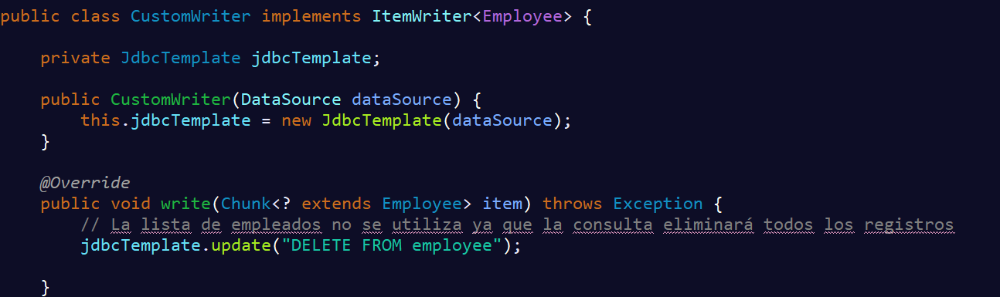 public class CustomWriter implements ItemWriter<Employee> {
private JdbcTemplate jdbcTemplate;
public CustomWriter(DataSource dataSource) {
this.jdbcTemplate = new JdbcTemplate(dataSource);
}
@Override
public void write(Chunk<? extends Employee> item) throws Exception {
// La lista de empleados no se utiliza ya que la consulta eliminará todos los registros
jdbcTemplate.update("DELETE FROM employee");
}